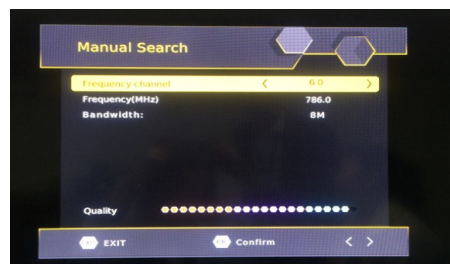 Manual Search
Frequency channel < 60 >
Frequency(MHz) 786.0
Bandwidth: 8M
Quality
EXIT
Confirm < >